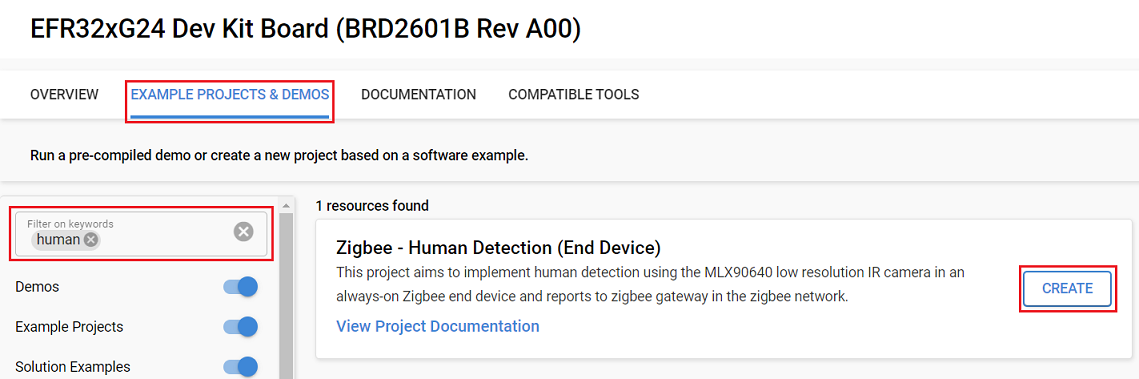 EFR32xG24 Dev Kit Board (BRD2601B Rev A00)
OVERVIEW EXAMPLE PROJECTS & DEMOS DOCUMENTATION COMPATIBLE TOOLS
Run a pre-compiled demo or create a new project based on a software example.
Filter on keywords
human
Demos
Example Projects
Solution Examples
1 resources found
Zigbee - Human Detection (End Device)
This project aims to implement human detection using the MLX90640 low resolution IR camera in an
always-on Zigbee end device and reports to zigbee gateway in the zigbee network.
View Project Documentation
CREATE